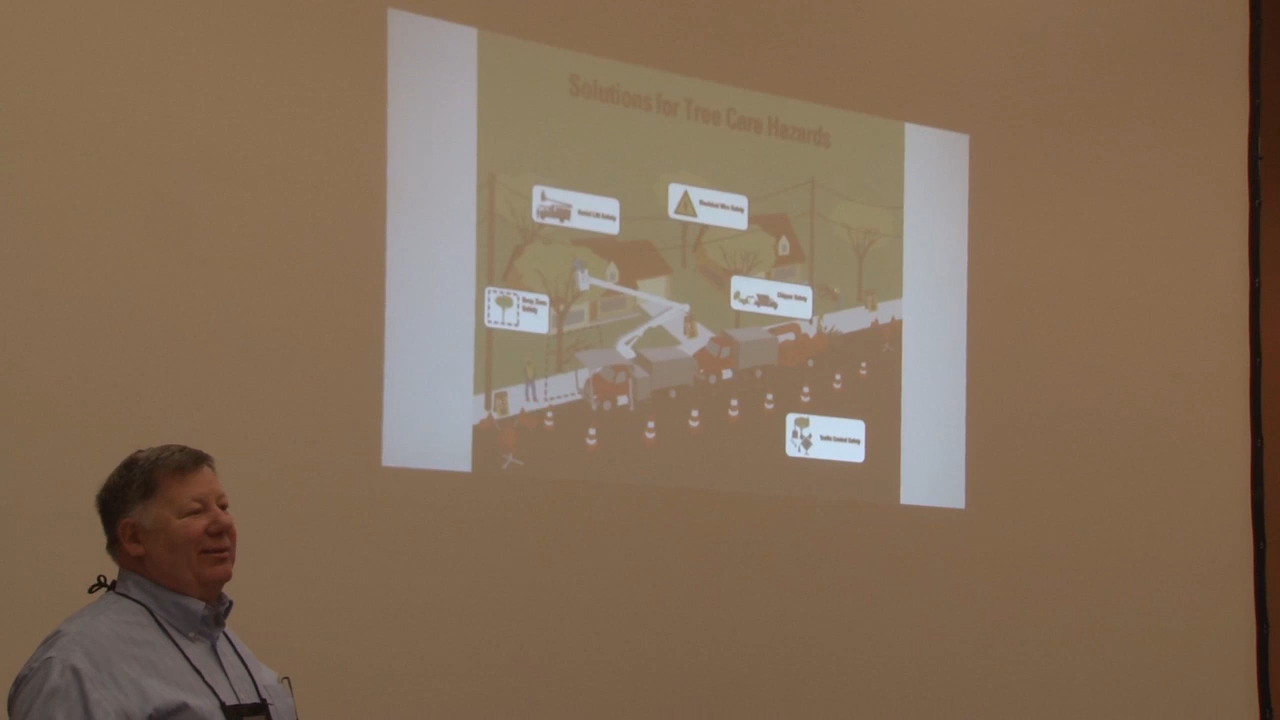 Solutions for Tree Care Hazards
Aerial Lift Safety
Electrical Wire Safety
Drop Zone
Safety
Chipper Safety
Traffic Control Safety